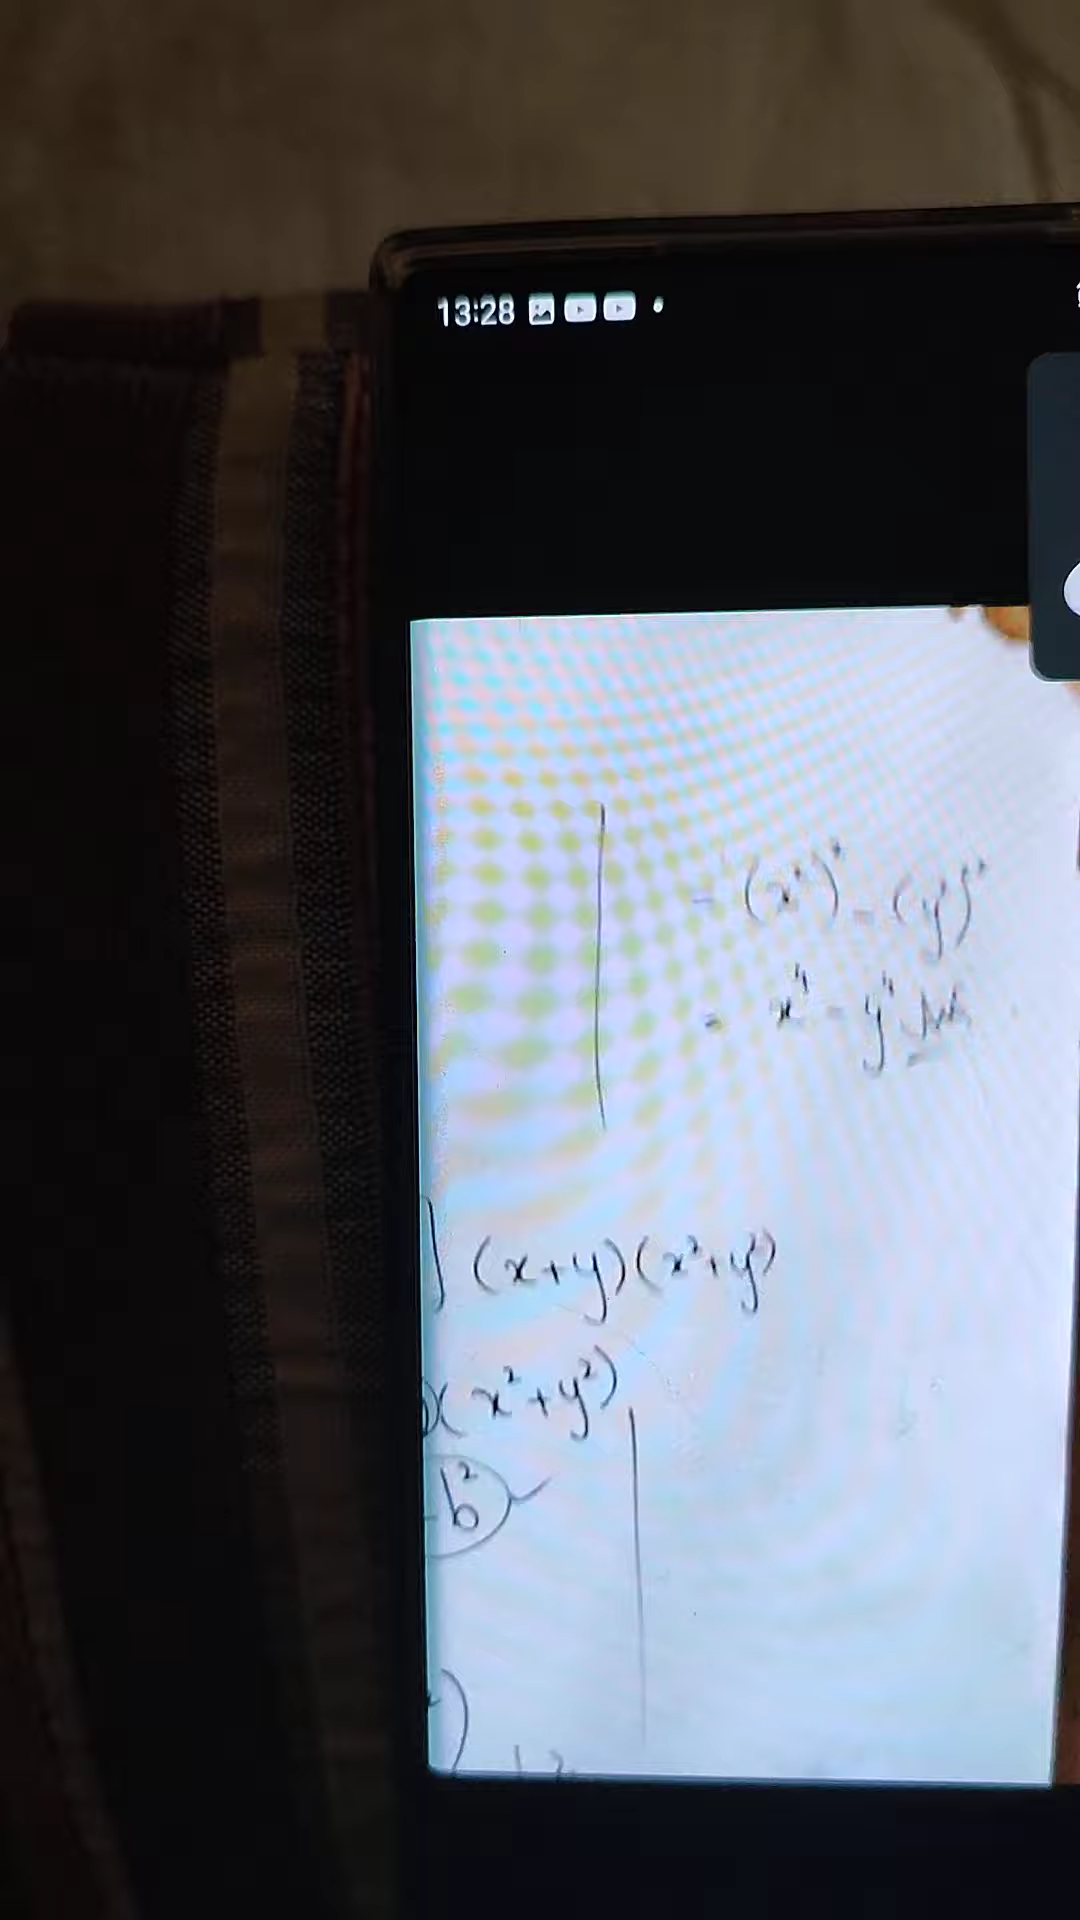 13:28
= (x²)² - (y²)²
= x⁴ - y⁴
] (x+y)(x²+y²)
)(x²+y²)
-b²